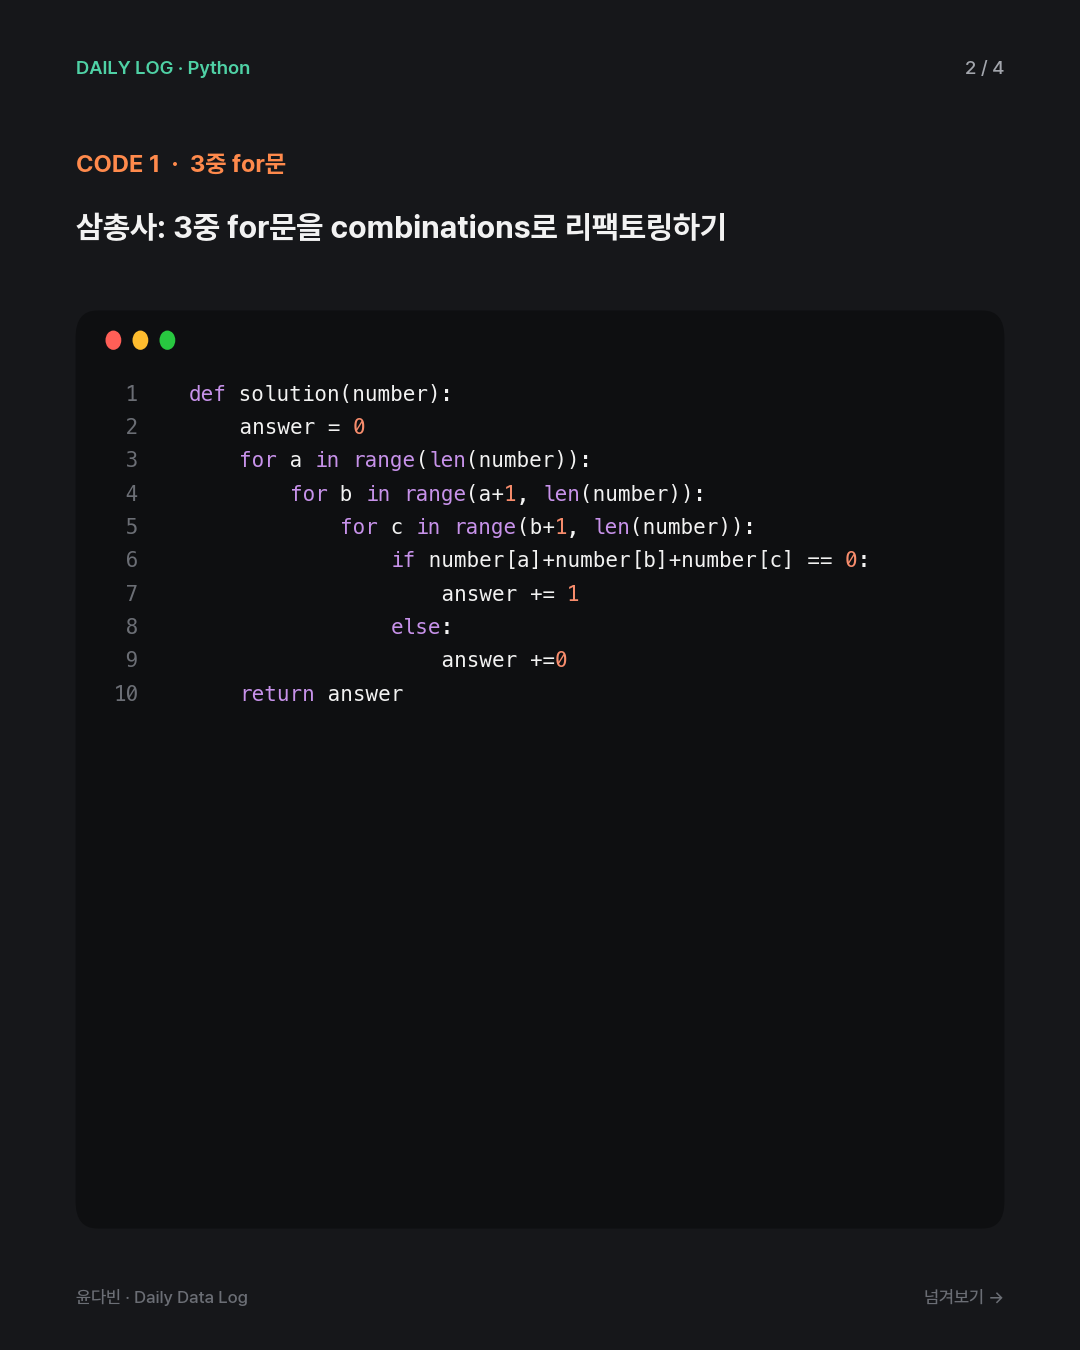 DAILY LOG · Python
2 / 4
CODE 1 · 3중 for문
삼총사: 3중 for문을 combinations로 리팩토링하기
1 def solution(number):
2     answer = 0
3     for a in range(len(number)):
4         for b in range(a+1, len(number)):
5             for c in range(b+1, len(number)):
6                 if number[a]+number[b]+number[c] == 0:
7                     answer += 1
8                 else:
9                     answer +=0
10     return answer
윤다빈 · Daily Data Log
넘겨보기 →